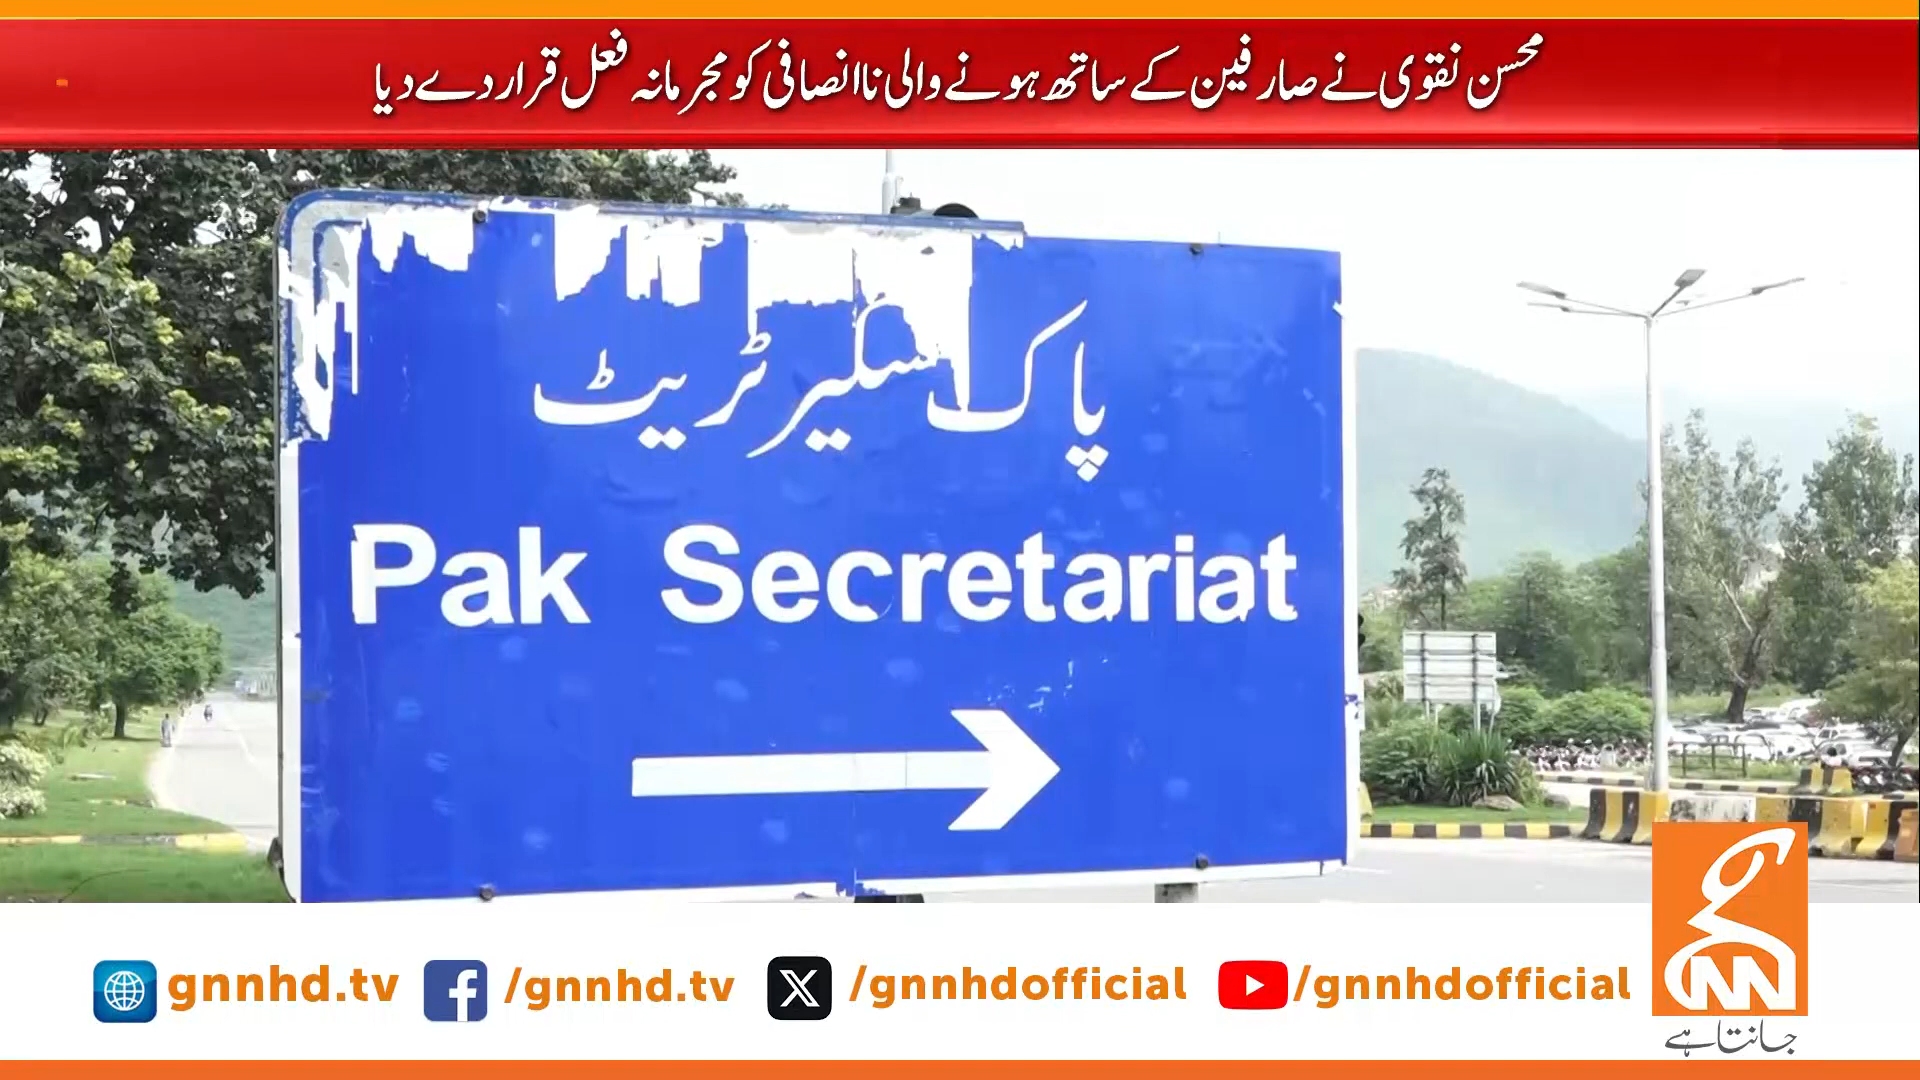 محسن نقوی نے صارفین کے ساتھ ہونے والی ناانصافی کو مجرمانہ فعل قرار دے دیا
پاک سکیرٹریٹ
Pak Secretariat
gnnhd.tv
/gnnhd.tv
/gnnhdofficial
/gnnhdofficial
GNN
جانتا ہے